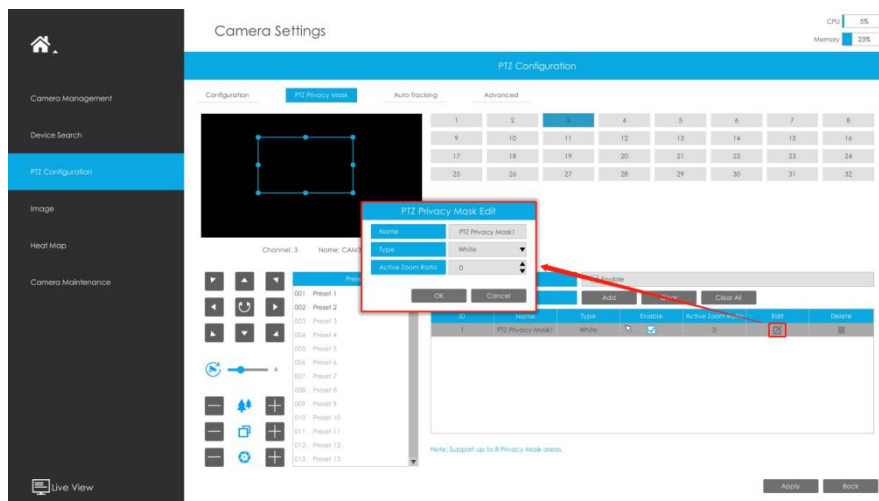 Camera Settings
CPU 5%
Memory 23%
PTZ Configuration
Configuration PTZ Privacy Mask Auto Tracking Advanced
Camera Management
Device Search
PTZ Configuration
Image
Heat Map
Camera Maintenance
Live View
1 2 3 4 5 6 7 8
9 10 11 12 13 14 15 16
17 18 19 20 21 22 23 24
25 26 27 28 29 30 31 32
Channel: 3 Name: CAM3
PTZ Privacy Mask Edit
Name PTZ Privacy Mask1
Type White
Active Zoom Ratio 0
OK Cancel
Enable
Add Clear All
ID Name Type Enable Active Zoom Ratio Edit Delete
1 PTZ Privacy Mask1 White 0
001 Preset 1
002 Preset 2
003 Preset 3
004 Preset 4
005 Preset 5
006 Preset 6
007 Preset 7
008 Preset 8
009 Preset 9
010 Preset 10
011 Preset 11
012 Preset 12
013 Preset 13
4
Note: Support up to 8 Privacy Mask areas.
Apply Back